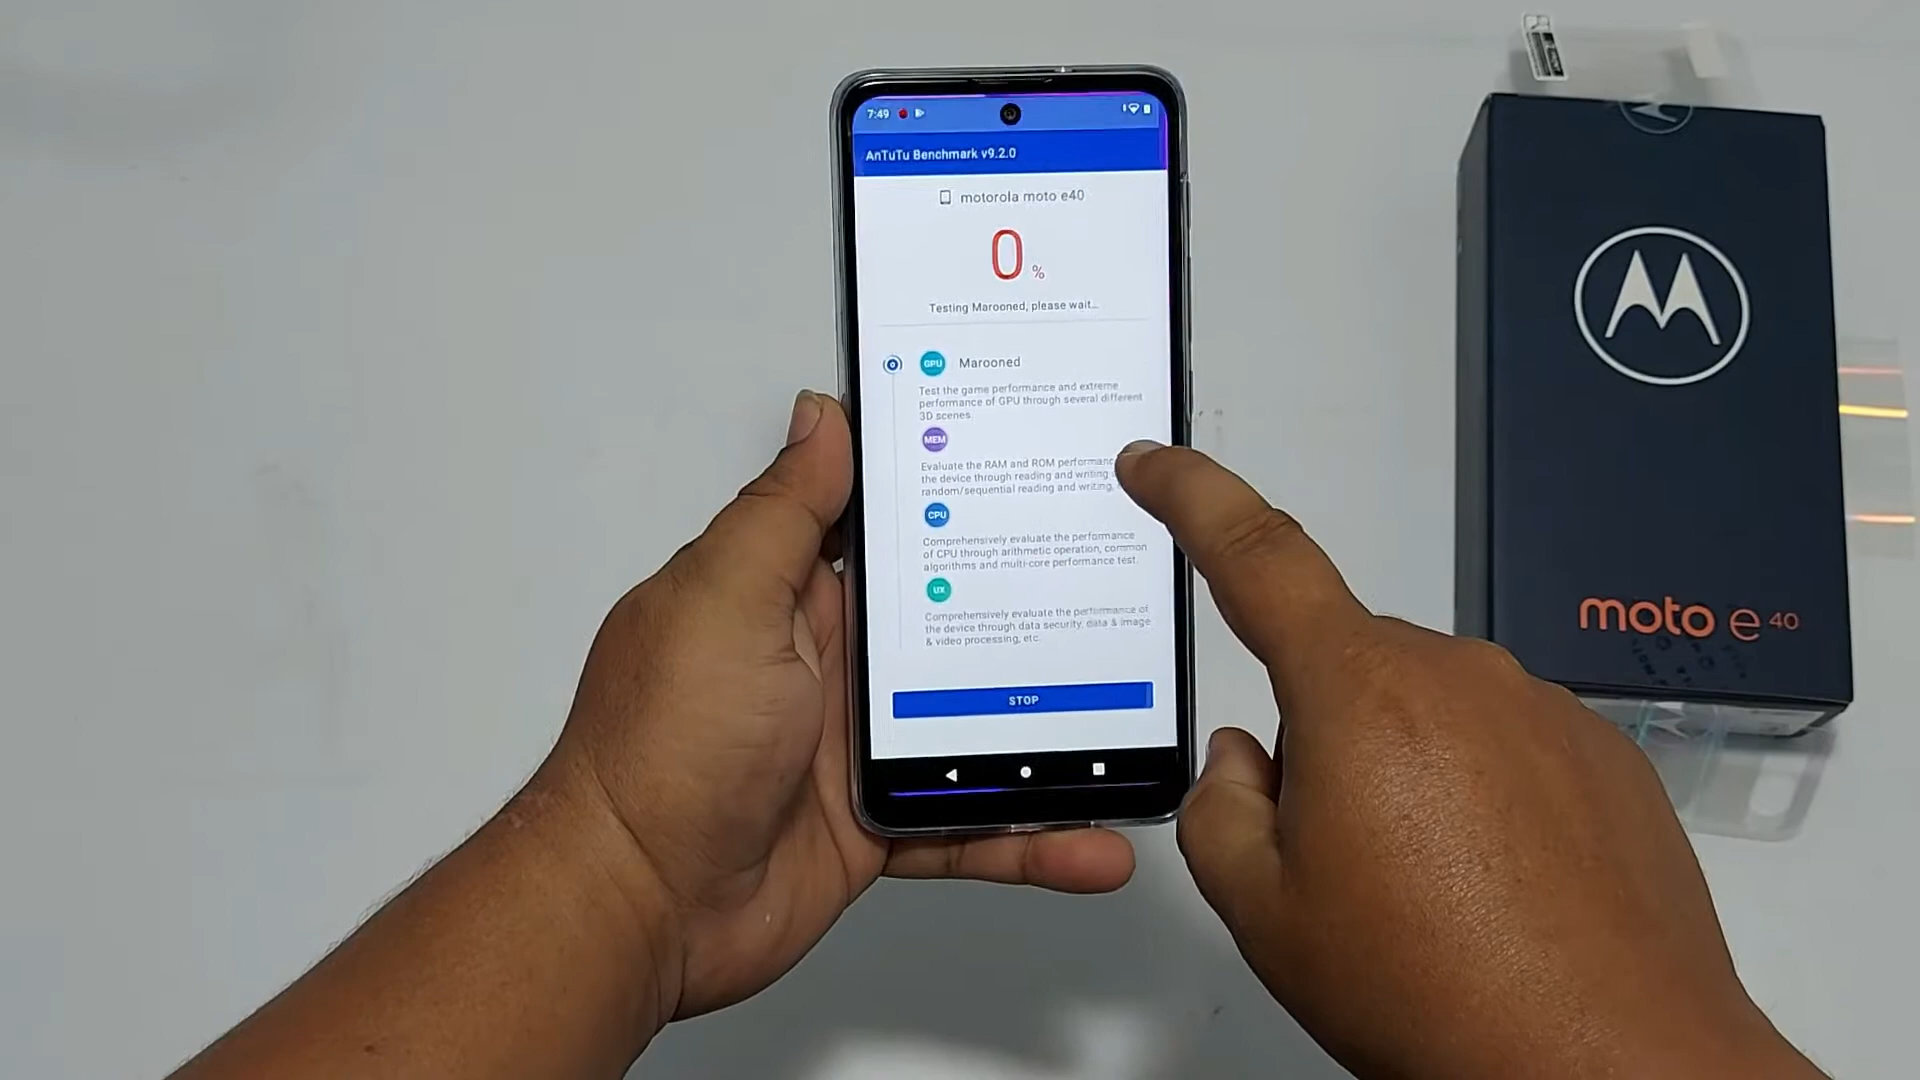 7:49
AnTuTu Benchmark v9.2.0
motorola moto e40
0 %
Testing Marooned, please wait...
GPU Marooned
Test the game performance and extreme
performance of GPU through several different
3D scenes.
MEM
Evaluate the RAM and ROM performance
the device through reading and writing
random/sequential reading and writing,
CPU
Comprehensively evaluate the performance
of CPU through arithmetic operation, common
algorithms and multi-core performance test.
UX
Comprehensively evaluate the performance of
the device through data security, data & image
& video processing, etc.
STOP
moto e 40